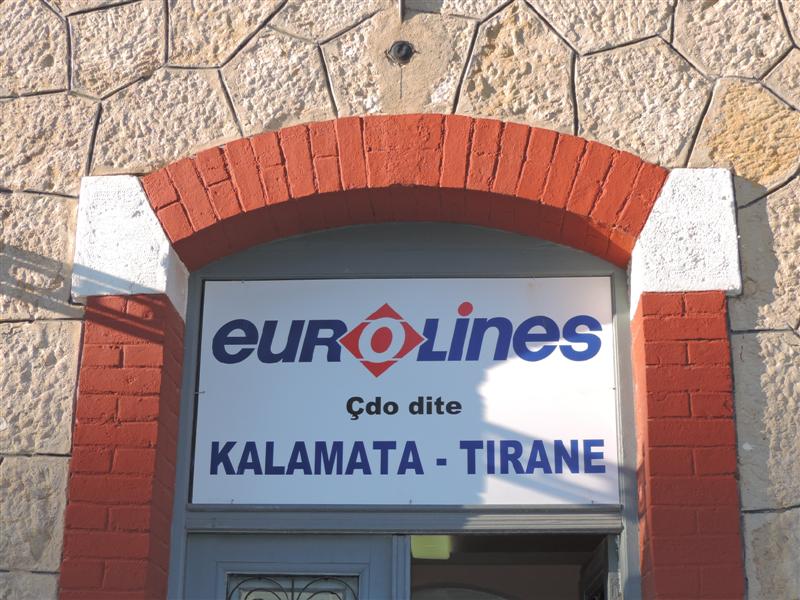 eurolines
Çdo dite
KALAMATA - TIRANE